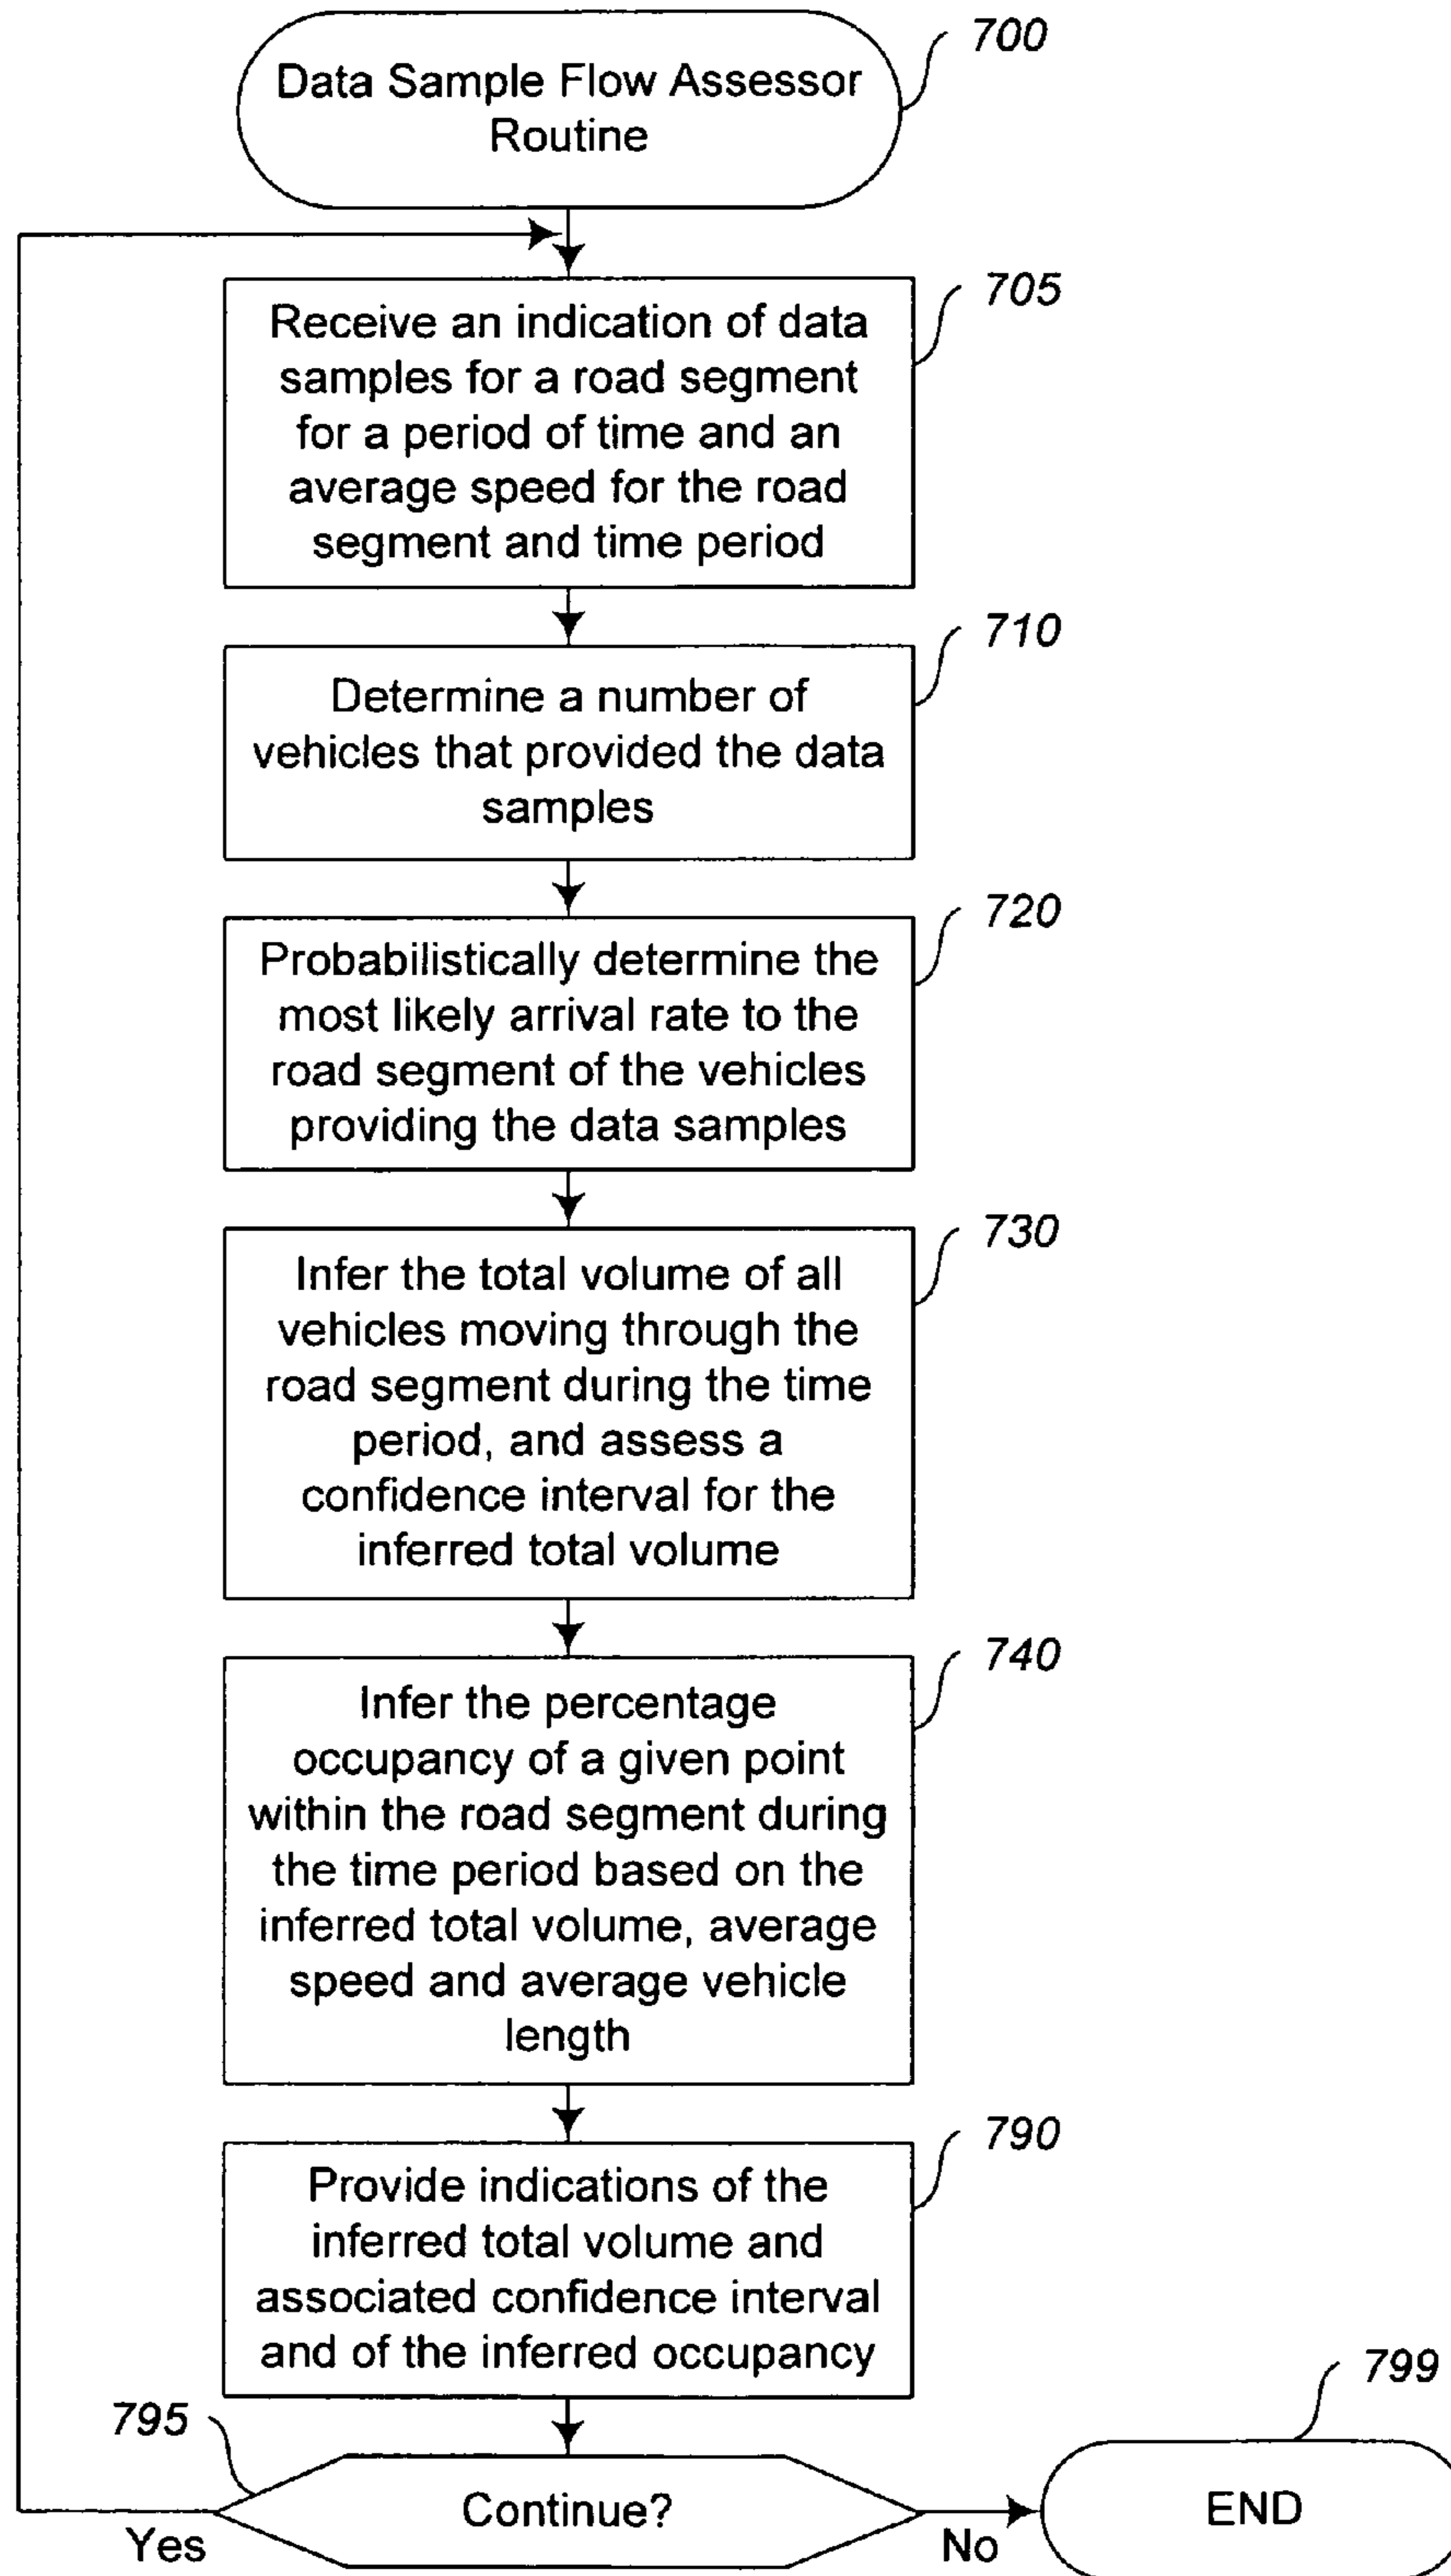 Data Sample Flow Assessor
Routine
700
Receive an indication of data
samples for a road segment
for a period of time and an
average speed for the road
segment and time period
705
Determine a number of
vehicles that provided the data
samples
710
Probabilistically determine the
most likely arrival rate to the
road segment of the vehicles
providing the data samples
720
Infer the total volume of all
vehicles moving through the
road segment during the time
period, and assess a
confidence interval for the
inferred total volume
730
Infer the percentage
occupancy of a given point
within the road segment during
the time period based on the
inferred total volume, average
speed and average vehicle
length
740
Provide indications of the
inferred total volume and
associated confidence interval
and of the inferred occupancy
790
795
Continue?
Yes
No
END
799